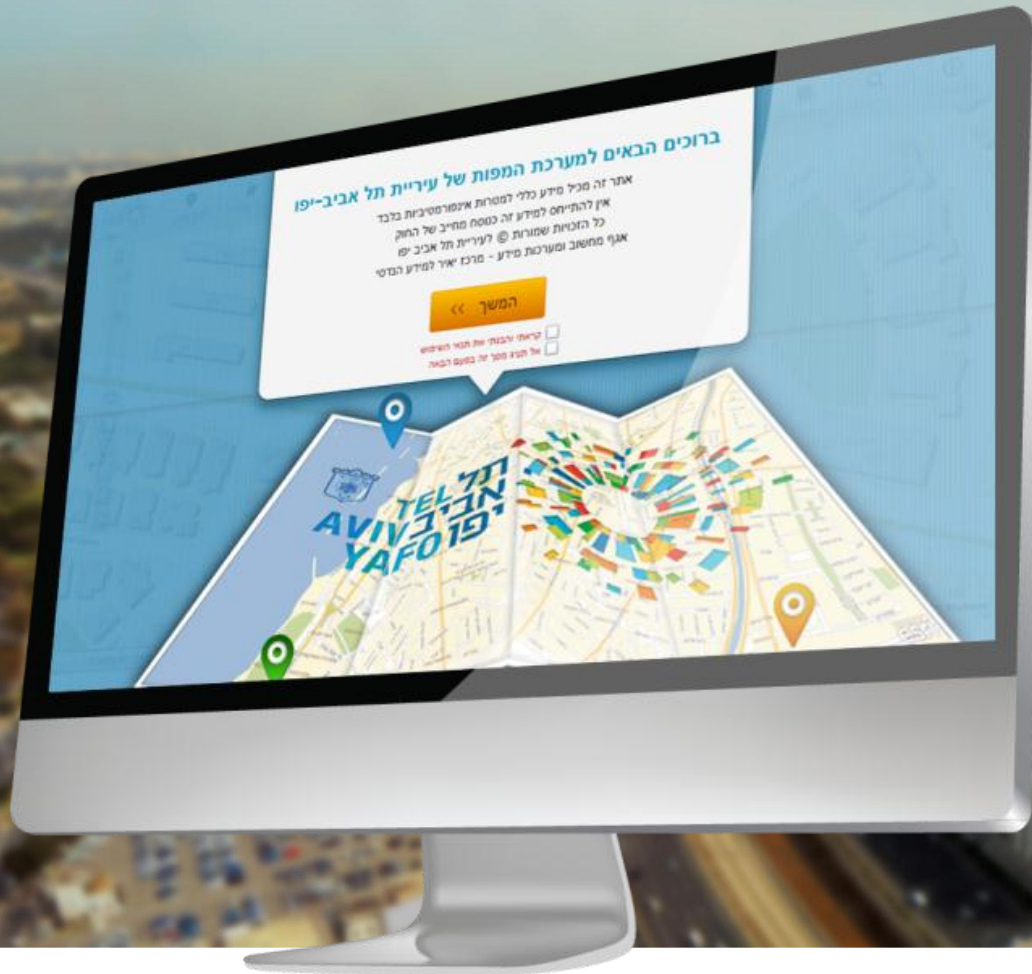 ברוכים הבאים למערכת המפות של עיריית תל אביב-יפו
אתר זה מכיל מידע כללי למטרות אינפורמטיביות בלבד
אין להתייחס למידע זה כנוסח מחייב של החוק
כל הזכויות שמורות © לעיריית תל אביב יפו
אגף מחשוב ומערכות מידע - מרכז יאיר למידע הנדסי
המשך >>
קראתי והבנתי את תנאי השימוש
אל תציג מסך זה בפעם הבאה
TEL תל
AVIV אביב
YAFO יפו